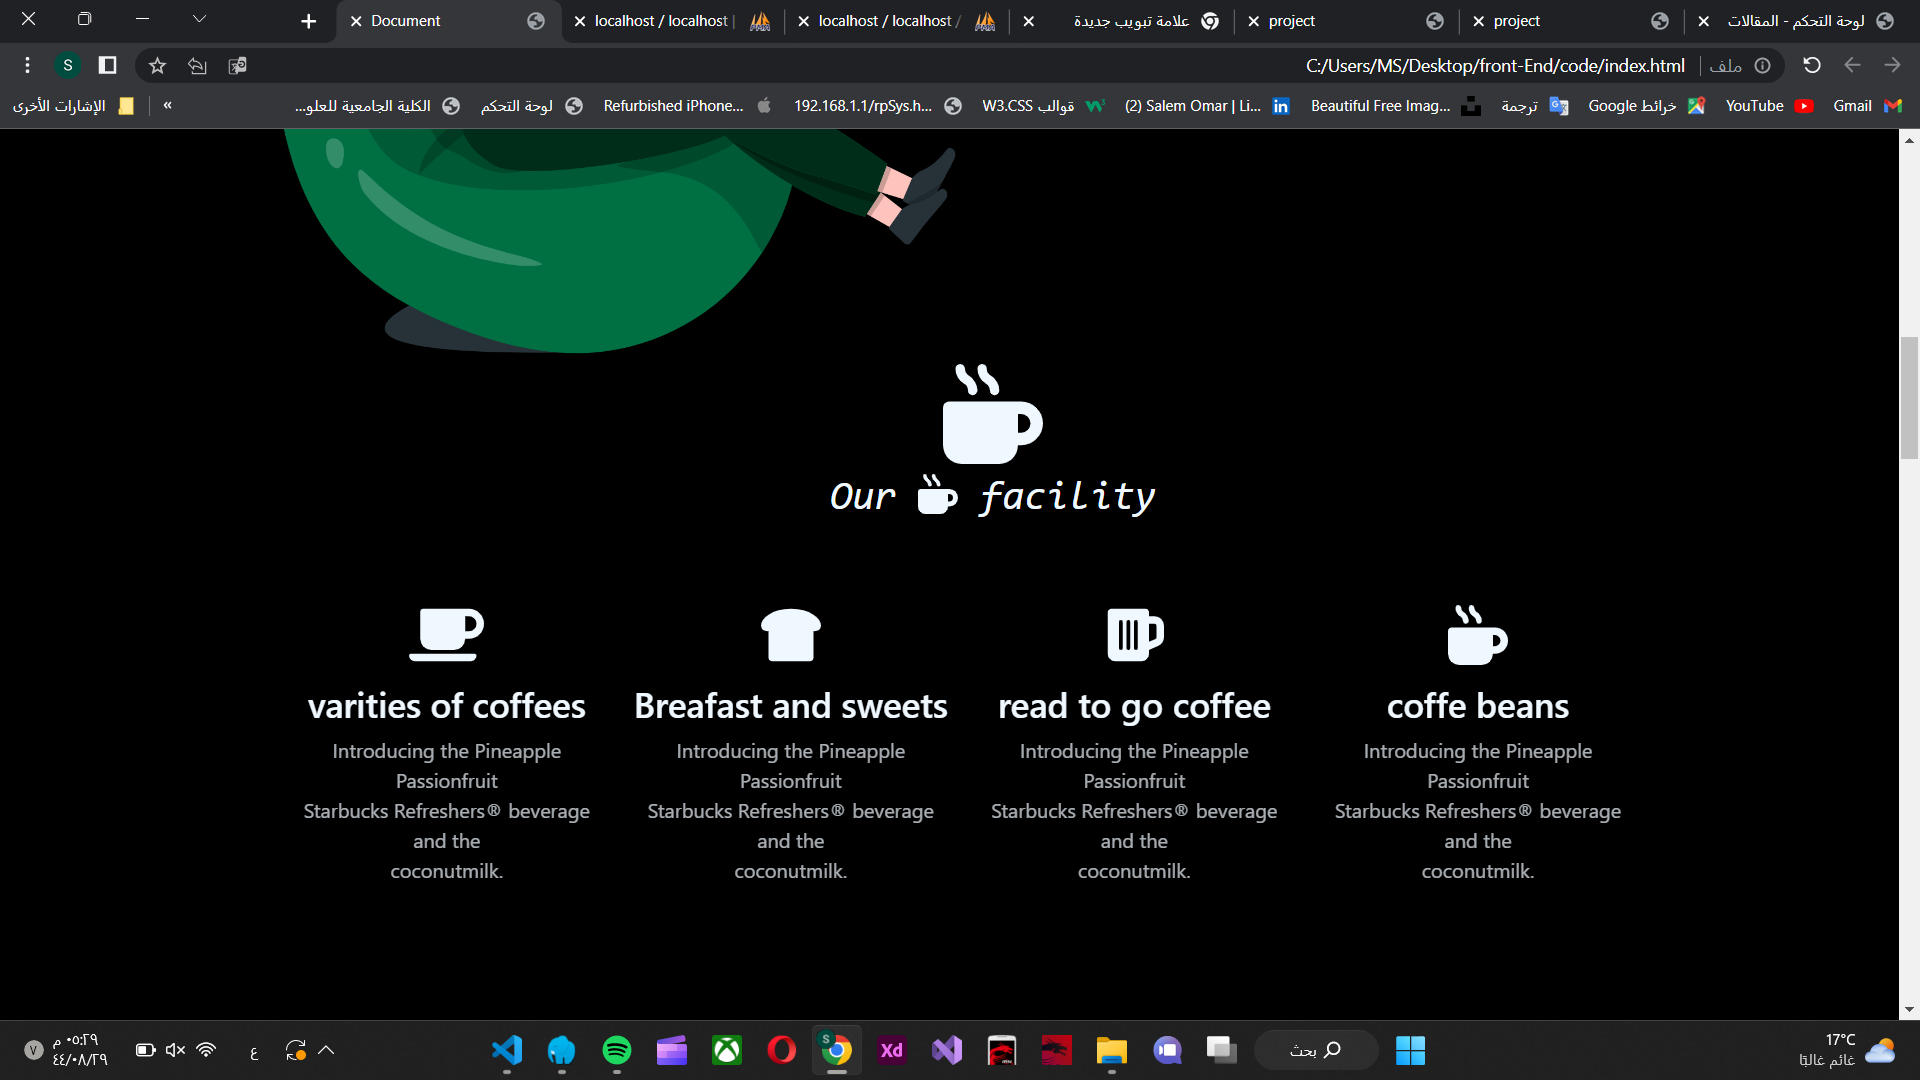 Document
localhost / localhost |
localhost / localhost /
علامة تبويب جديدة
project
project
لوحة التحكم - المقالات
S
C:/Users/MS/Desktop/front-End/code/index.html
ملف
الإشارات الأخرى
»
الكلية الجامعية للعلو...
لوحة التحكم
Refurbished iPhone...
192.168.1.1/rpSys.h...
قوالب W3.CSS
(2) Salem Omar | Li...
Beautiful Free Imag...
ترجمة
خرائط Google
YouTube
Gmail
Our facility
varities of coffees
Introducing the Pineapple
Passionfruit
Starbucks Refreshers® beverage
and the
coconutmilk.
Breafast and sweets
Introducing the Pineapple
Passionfruit
Starbucks Refreshers® beverage
and the
coconutmilk.
read to go coffee
Introducing the Pineapple
Passionfruit
Starbucks Refreshers® beverage
and the
coconutmilk.
coffe beans
Introducing the Pineapple
Passionfruit
Starbucks Refreshers® beverage
and the
coconutmilk.
٧
٠٥:٢٩ م
٤٤/٠٨/٢٩
ع
Xd
بحث
17°C
غائم غالبًا